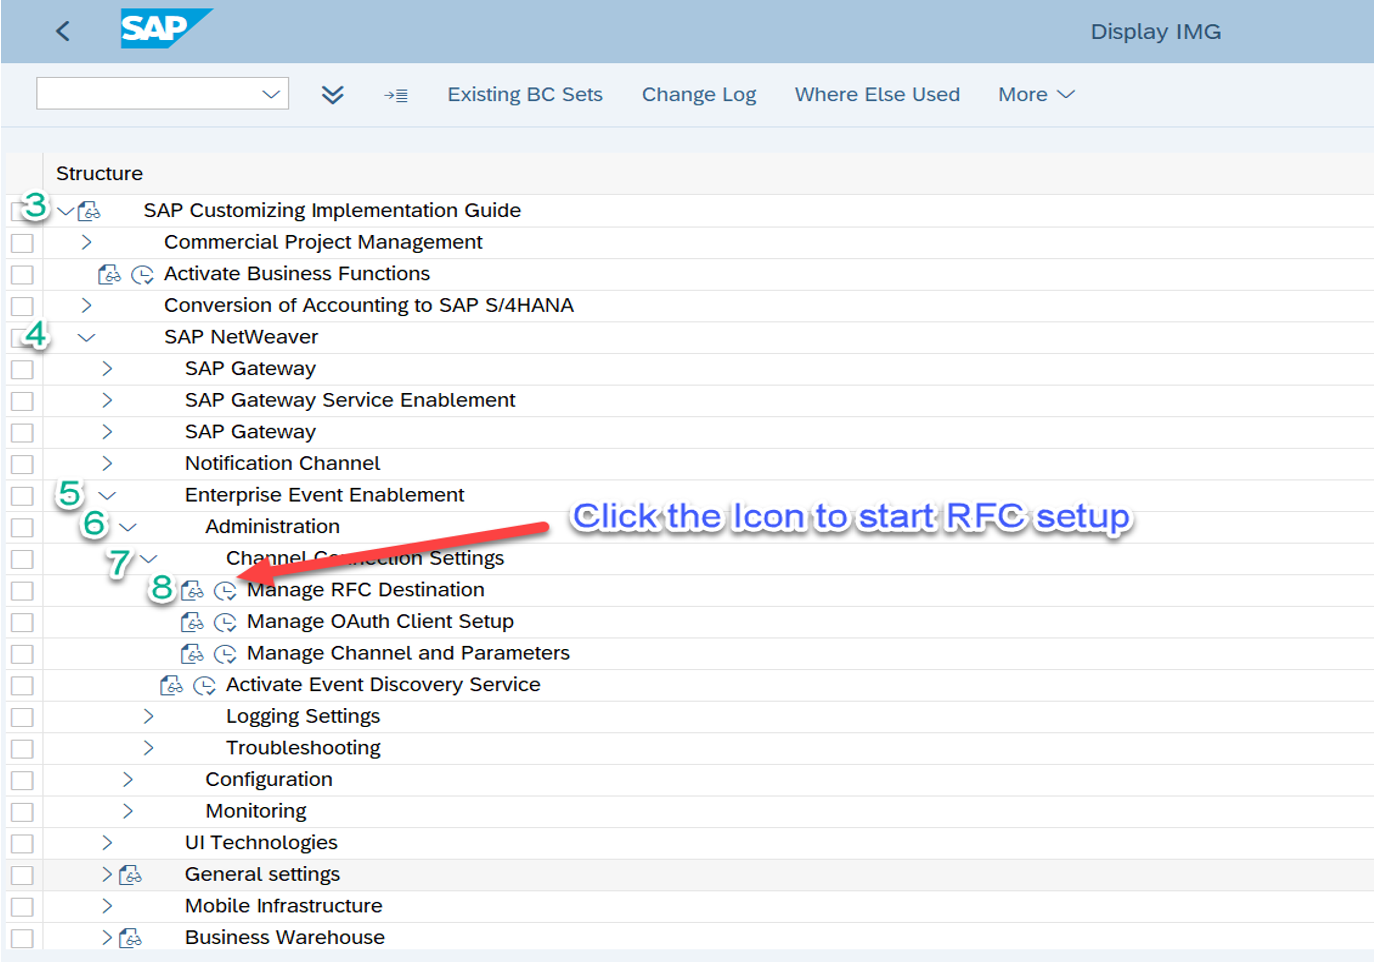 SAP
Display IMG
Existing BC Sets Change Log Where Else Used More
Structure
3 SAP Customizing Implementation Guide
Commercial Project Management
Activate Business Functions
Conversion of Accounting to SAP S/4HANA
4 SAP NetWeaver
SAP Gateway
SAP Gateway Service Enablement
SAP Gateway
Notification Channel
5 Enterprise Event Enablement
Click the Icon to start RFC setup
6 Administration
7 Channel Connection Settings
8 Manage RFC Destination
Manage OAuth Client Setup
Manage Channel and Parameters
Activate Event Discovery Service
Logging Settings
Troubleshooting
Configuration
Monitoring
UI Technologies
General settings
Mobile Infrastructure
Business Warehouse